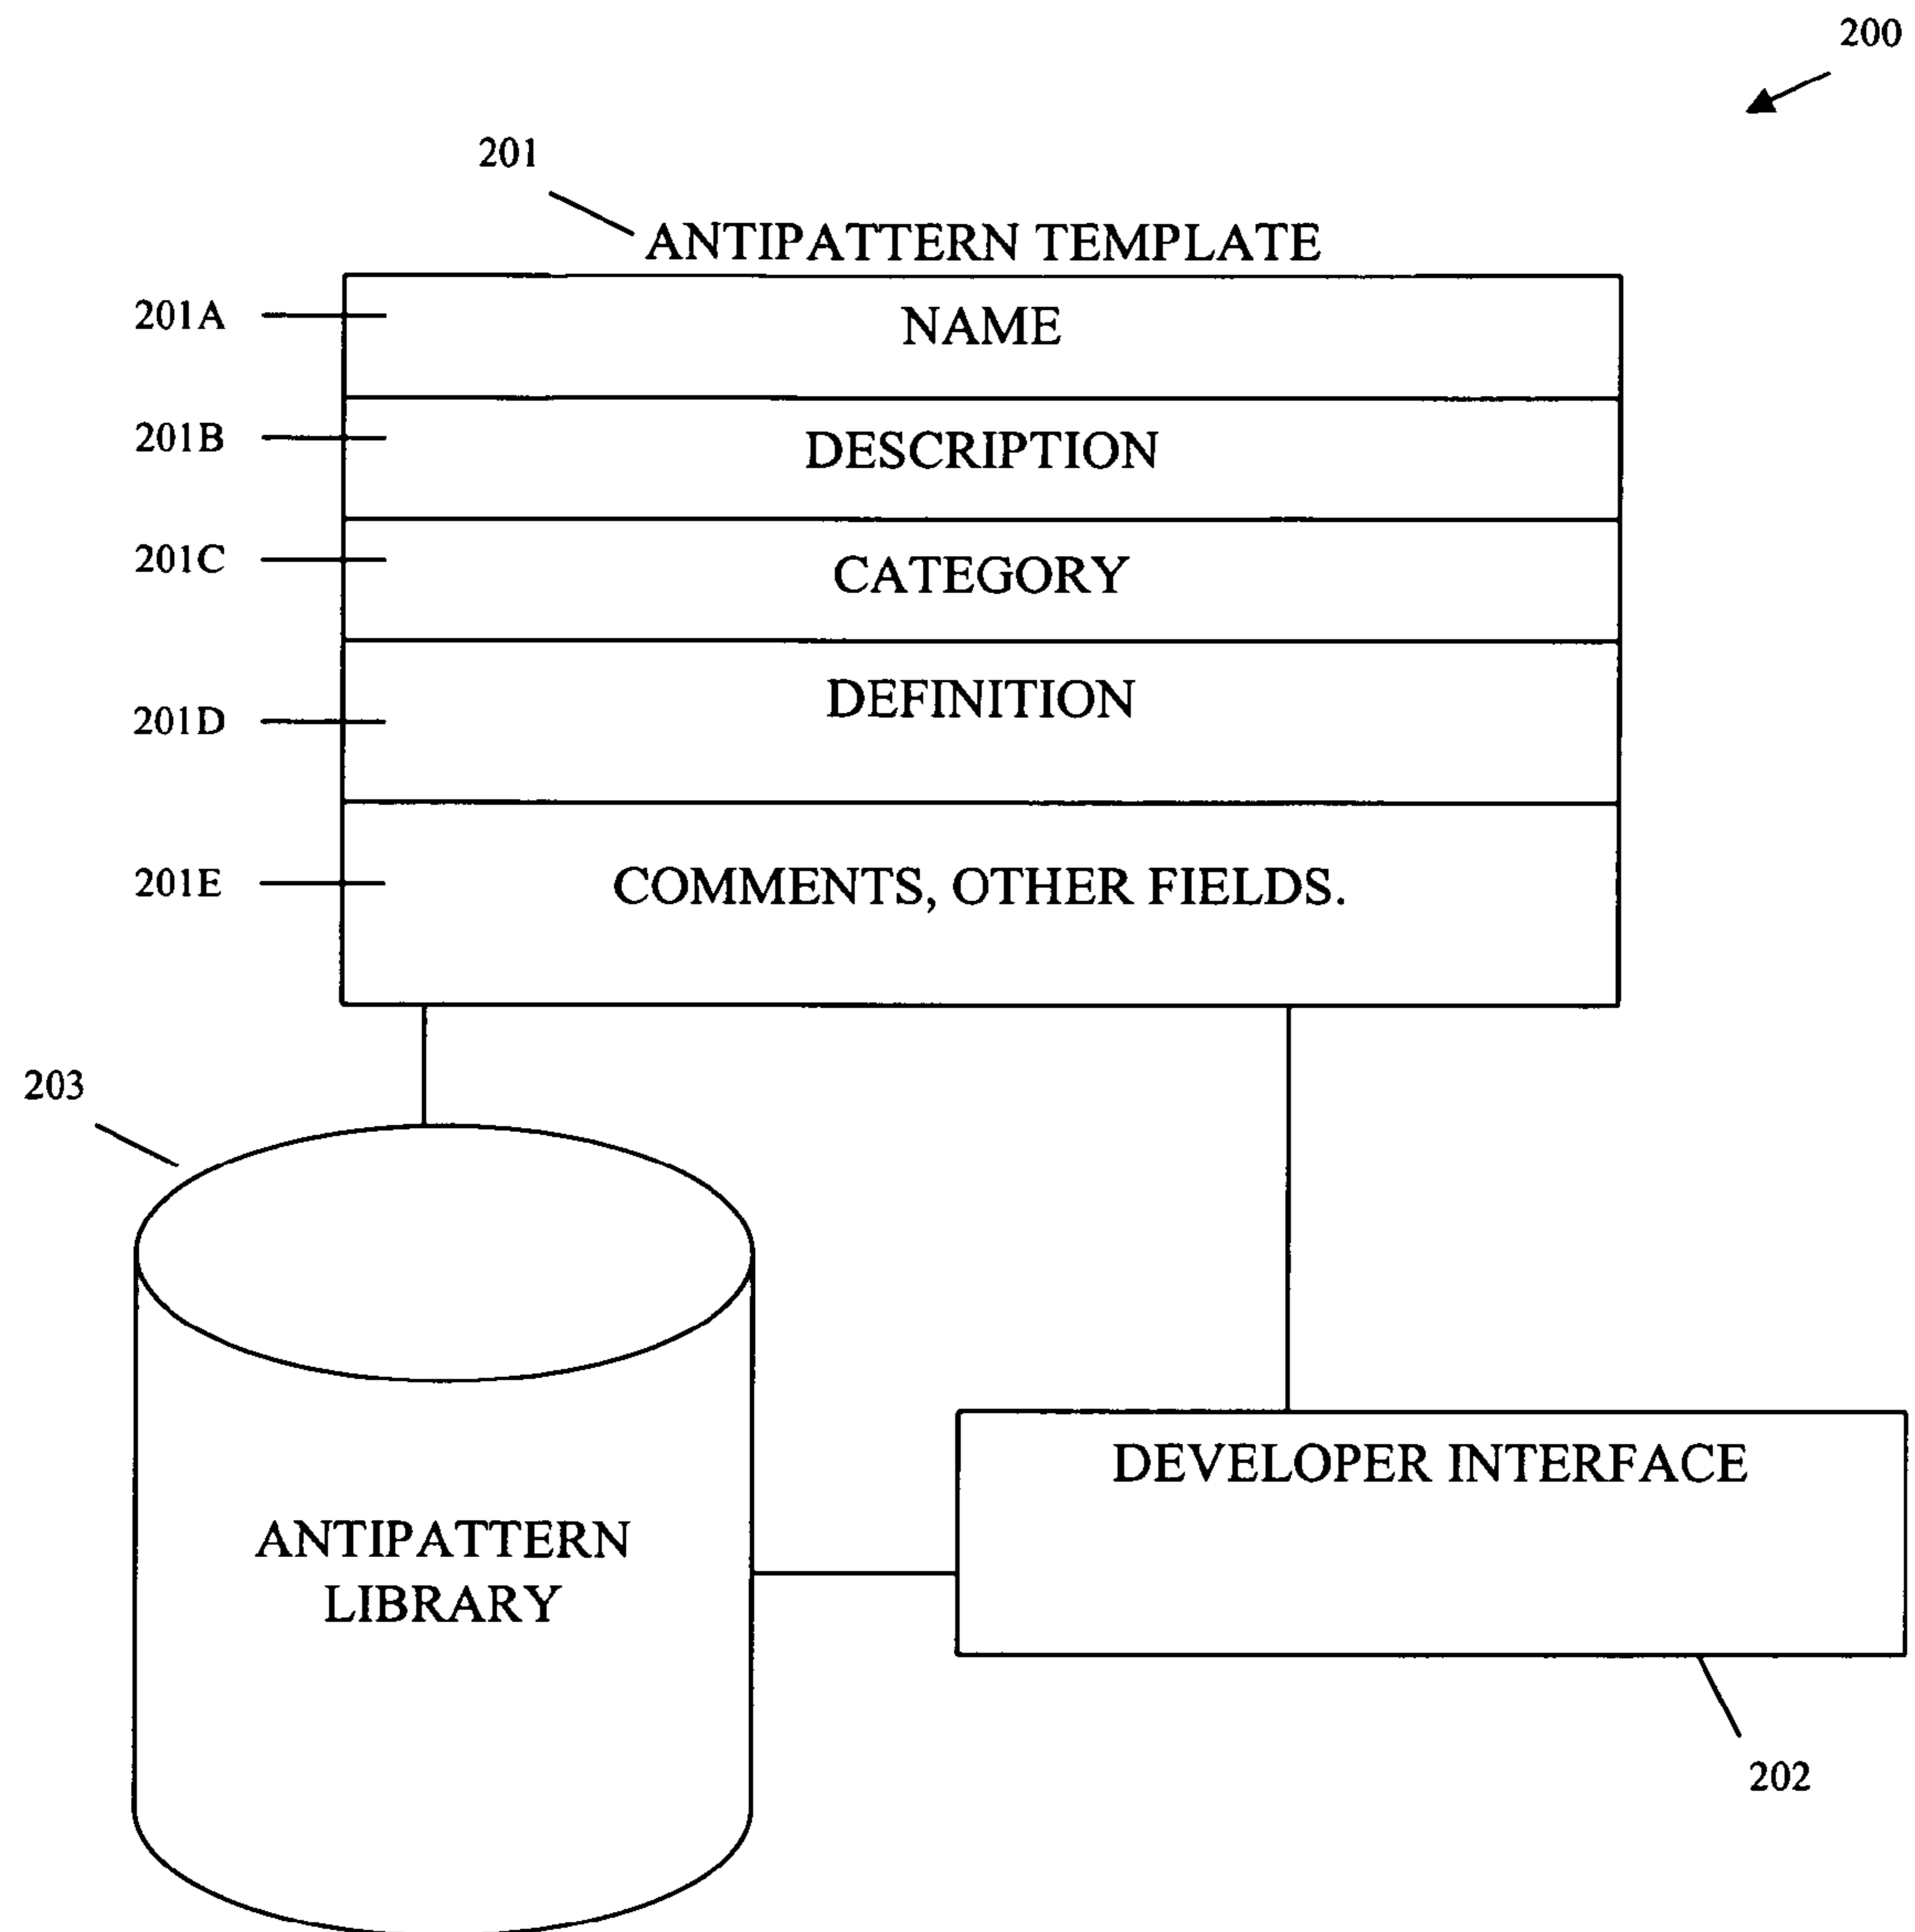 200
201
ANTIPATTERN TEMPLATE
201A
NAME
201B
DESCRIPTION
201C
CATEGORY
201D
DEFINITION
201E
COMMENTS, OTHER FIELDS.
203
DEVELOPER INTERFACE
ANTIPATTERN
LIBRARY
202